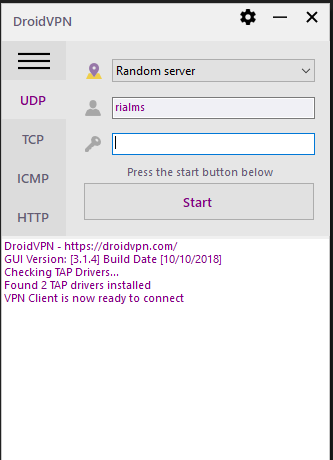 DroidVPN
Random server
UDP
rialms
TCP
ICMP
Press the start button below
Start
HTTP
DroidVPN - https://droidvpn.com/
GUI Version: [3.1.4] Build Date [10/10/2018]
Checking TAP Drivers...
Found 2 TAP drivers installed
VPN Client is now ready to connect